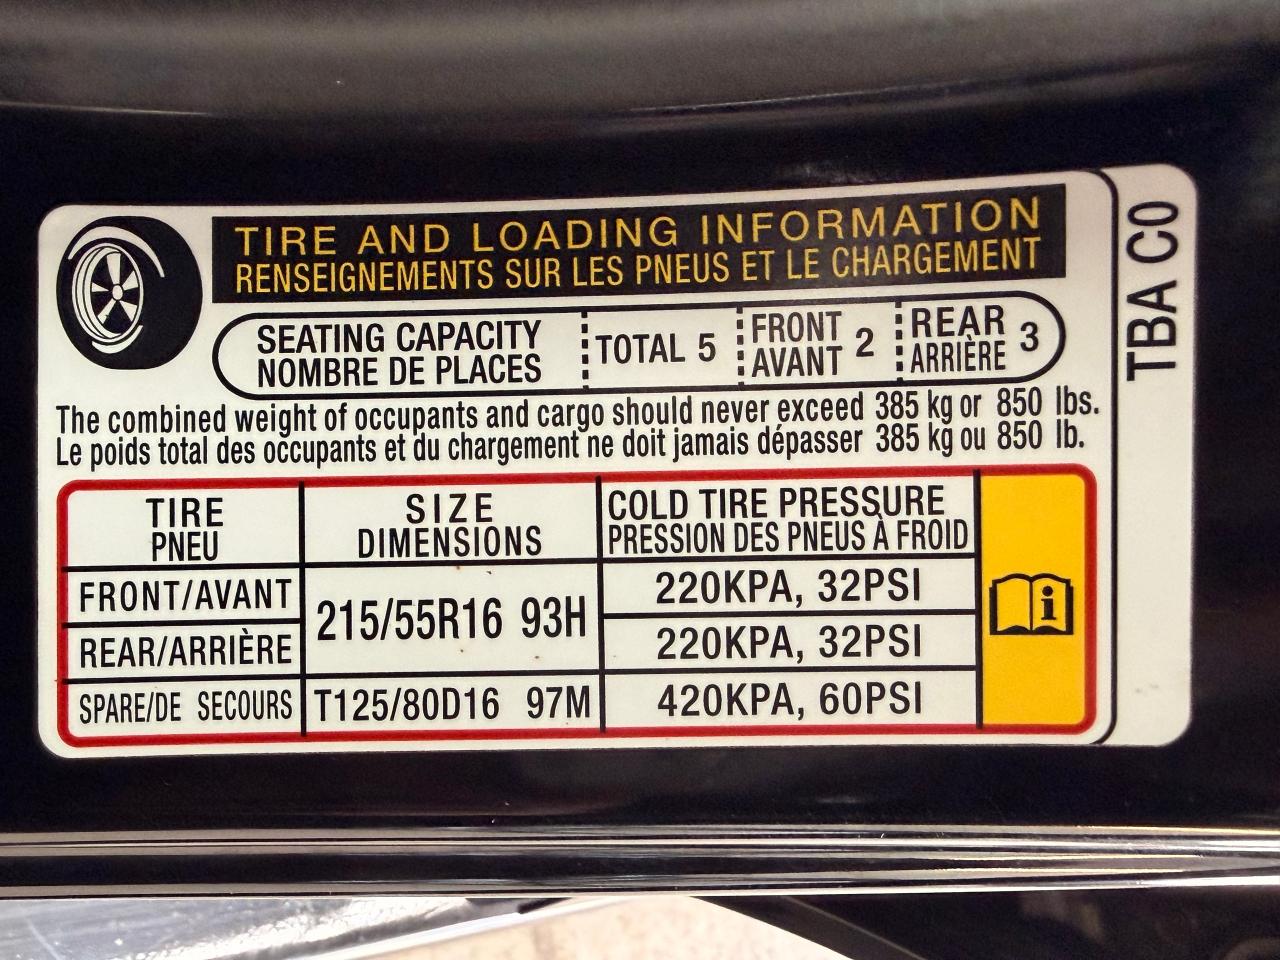 TIRE AND LOADING INFORMATION
RENSEIGNEMENTS SUR LES PNEUS ET LE CHARGEMENT
SEATING CAPACITY
NOMBRE DE PLACES
TOTAL 5
FRONT
AVANT
2
REAR
ARRIÈRE
3
The combined weight of occupants and cargo should never exceed 385 kg or 850 lbs.
Le poids total des occupants et du chargement ne doit jamais dépasser 385 kg ou 850 lb.
TIRE
PNEU
SIZE
DIMENSIONS
COLD TIRE PRESSURE
PRESSION DES PNEUS À FROID
FRONT/AVANT
215/55R16 93H
220KPA, 32PSI
REAR/ARRIÈRE
220KPA, 32PSI
SPARE/DE SECOURS
T125/80D16 97M
420KPA, 60PSI
i
TBA C0